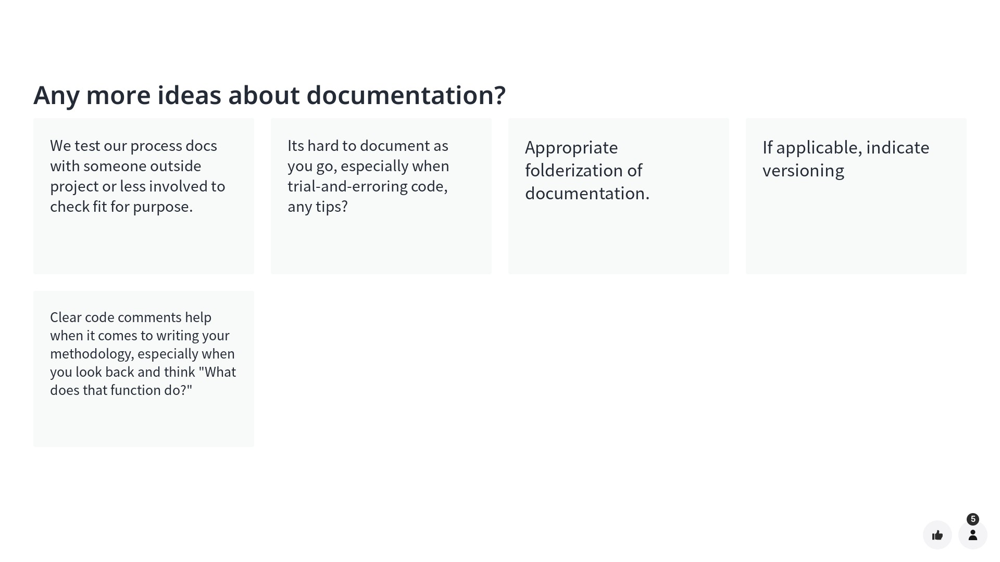 Any more ideas about documentation?
We test our process docs
with someone outside
project or less involved to
check fit for purpose.
Its hard to document as
you go, especially when
trial-and-erroring code,
any tips?
Appropriate
folderization of
documentation.
If applicable, indicate
versioning
Clear code comments help
when it comes to writing your
methodology, especially when
you look back and think "What
does that function do?"
5